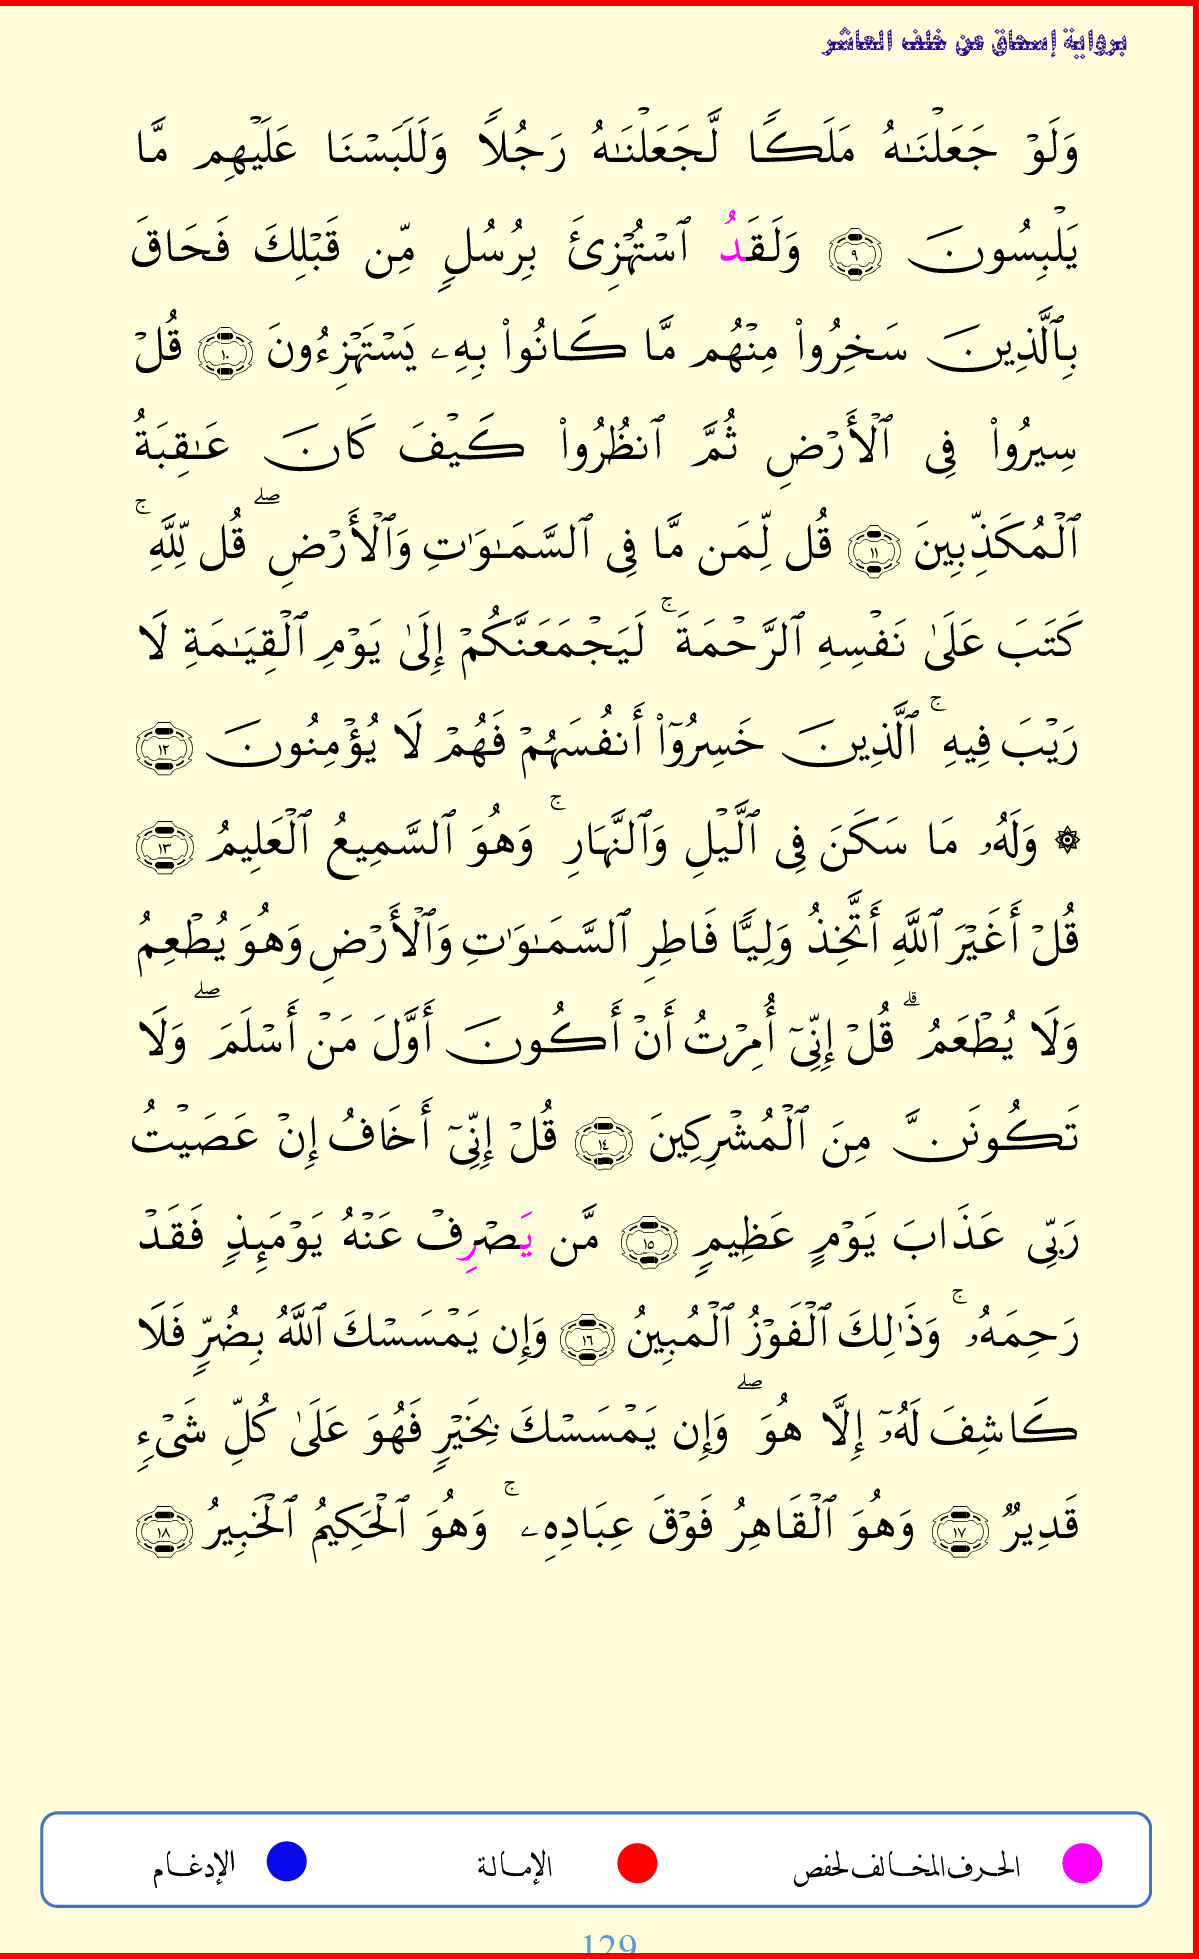 برواية إسحاق عن خلف العاشر
وَلَوۡ جَعَلۡنَٰهُ مَلَكٗا لَّجَعَلۡنَٰهُ رَجُلٗا وَلَلَبَسۡنَا عَلَيۡهِم مَّا
يَلۡبِسُونَ ٩ وَلَقَدُ ٱسۡتُهۡزِئَ بِرُسُلٖ مِّن قَبۡلِكَ فَحَاقَ
بِٱلَّذِينَ سَخِرُواْ مِنۡهُم مَّا كَانُواْ بِهِۦ يَسۡتَهۡزِءُونَ ١٠ قُلۡ
سِيرُواْ فِي ٱلۡأَرۡضِ ثُمَّ ٱنظُرُواْ كَيۡفَ كَانَ عَٰقِبَةُ
ٱلۡمُكَذِّبِينَ ١١ قُل لِّمَن مَّا فِي ٱلسَّمَٰوَٰتِ وَٱلۡأَرۡضِۖ قُل لِّلَّهِۚ
كَتَبَ عَلَىٰ نَفۡسِهِ ٱلرَّحۡمَةَۚ لَيَجۡمَعَنَّكُمۡ إِلَىٰ يَوۡمِ ٱلۡقِيَٰمَةِ لَا
رَيۡبَ فِيهِۚ ٱلَّذِينَ خَسِرُوٓاْ أَنفُسَهُمۡ فَهُمۡ لَا يُؤۡمِنُونَ ١٢
۞ وَلَهُۥ مَا سَكَنَ فِي ٱلَّيۡلِ وَٱلنَّهَارِۚ وَهُوَ ٱلسَّمِيعُ ٱلۡعَلِيمُ ١٣
قُلۡ أَغَيۡرَ ٱللَّهِ أَتَّخِذُ وَلِيّٗا فَاطِرِ ٱلسَّمَٰوَٰتِ وَٱلۡأَرۡضِ وَهُوَ يُطۡعِمُ
وَلَا يُطۡعَمُۗ قُلۡ إِنِّيٓ أُمِرۡتُ أَنۡ أَكُونَ أَوَّلَ مَنۡ أَسۡلَمَۖ وَلَا
تَكُونَنَّ مِنَ ٱلۡمُشۡرِكِينَ ١٤ قُلۡ إِنِّيٓ أَخَافُ إِنۡ عَصَيۡتُ
رَبِّي عَذَابَ يَوۡمٍ عَظِيمٖ ١٥ مَّن يَصۡرِفۡ عَنۡهُ يَوۡمَئِذٖ فَقَدۡ
رَحِمَهُۥۚ وَذَٰلِكَ ٱلۡفَوۡزُ ٱلۡمُبِينُ ١٦ وَإِن يَمۡسَسۡكَ ٱللَّهُ بِضُرّٖ فَلَا
كَاشِفَ لَهُۥٓ إِلَّا هُوَۖ وَإِن يَمۡسَسۡكَ بِخَيۡرٖ فَهُوَ عَلَىٰ كُلِّ شَيۡءٖ
قَدِيرٞ ١٧ وَهُوَ ٱلۡقَاهِرُ فَوۡقَ عِبَادِهِۦۚ وَهُوَ ٱلۡحَكِيمُ ٱلۡخَبِيرُ ١٨
الحرف المخالف لحفص الإمالة الإدغام
129